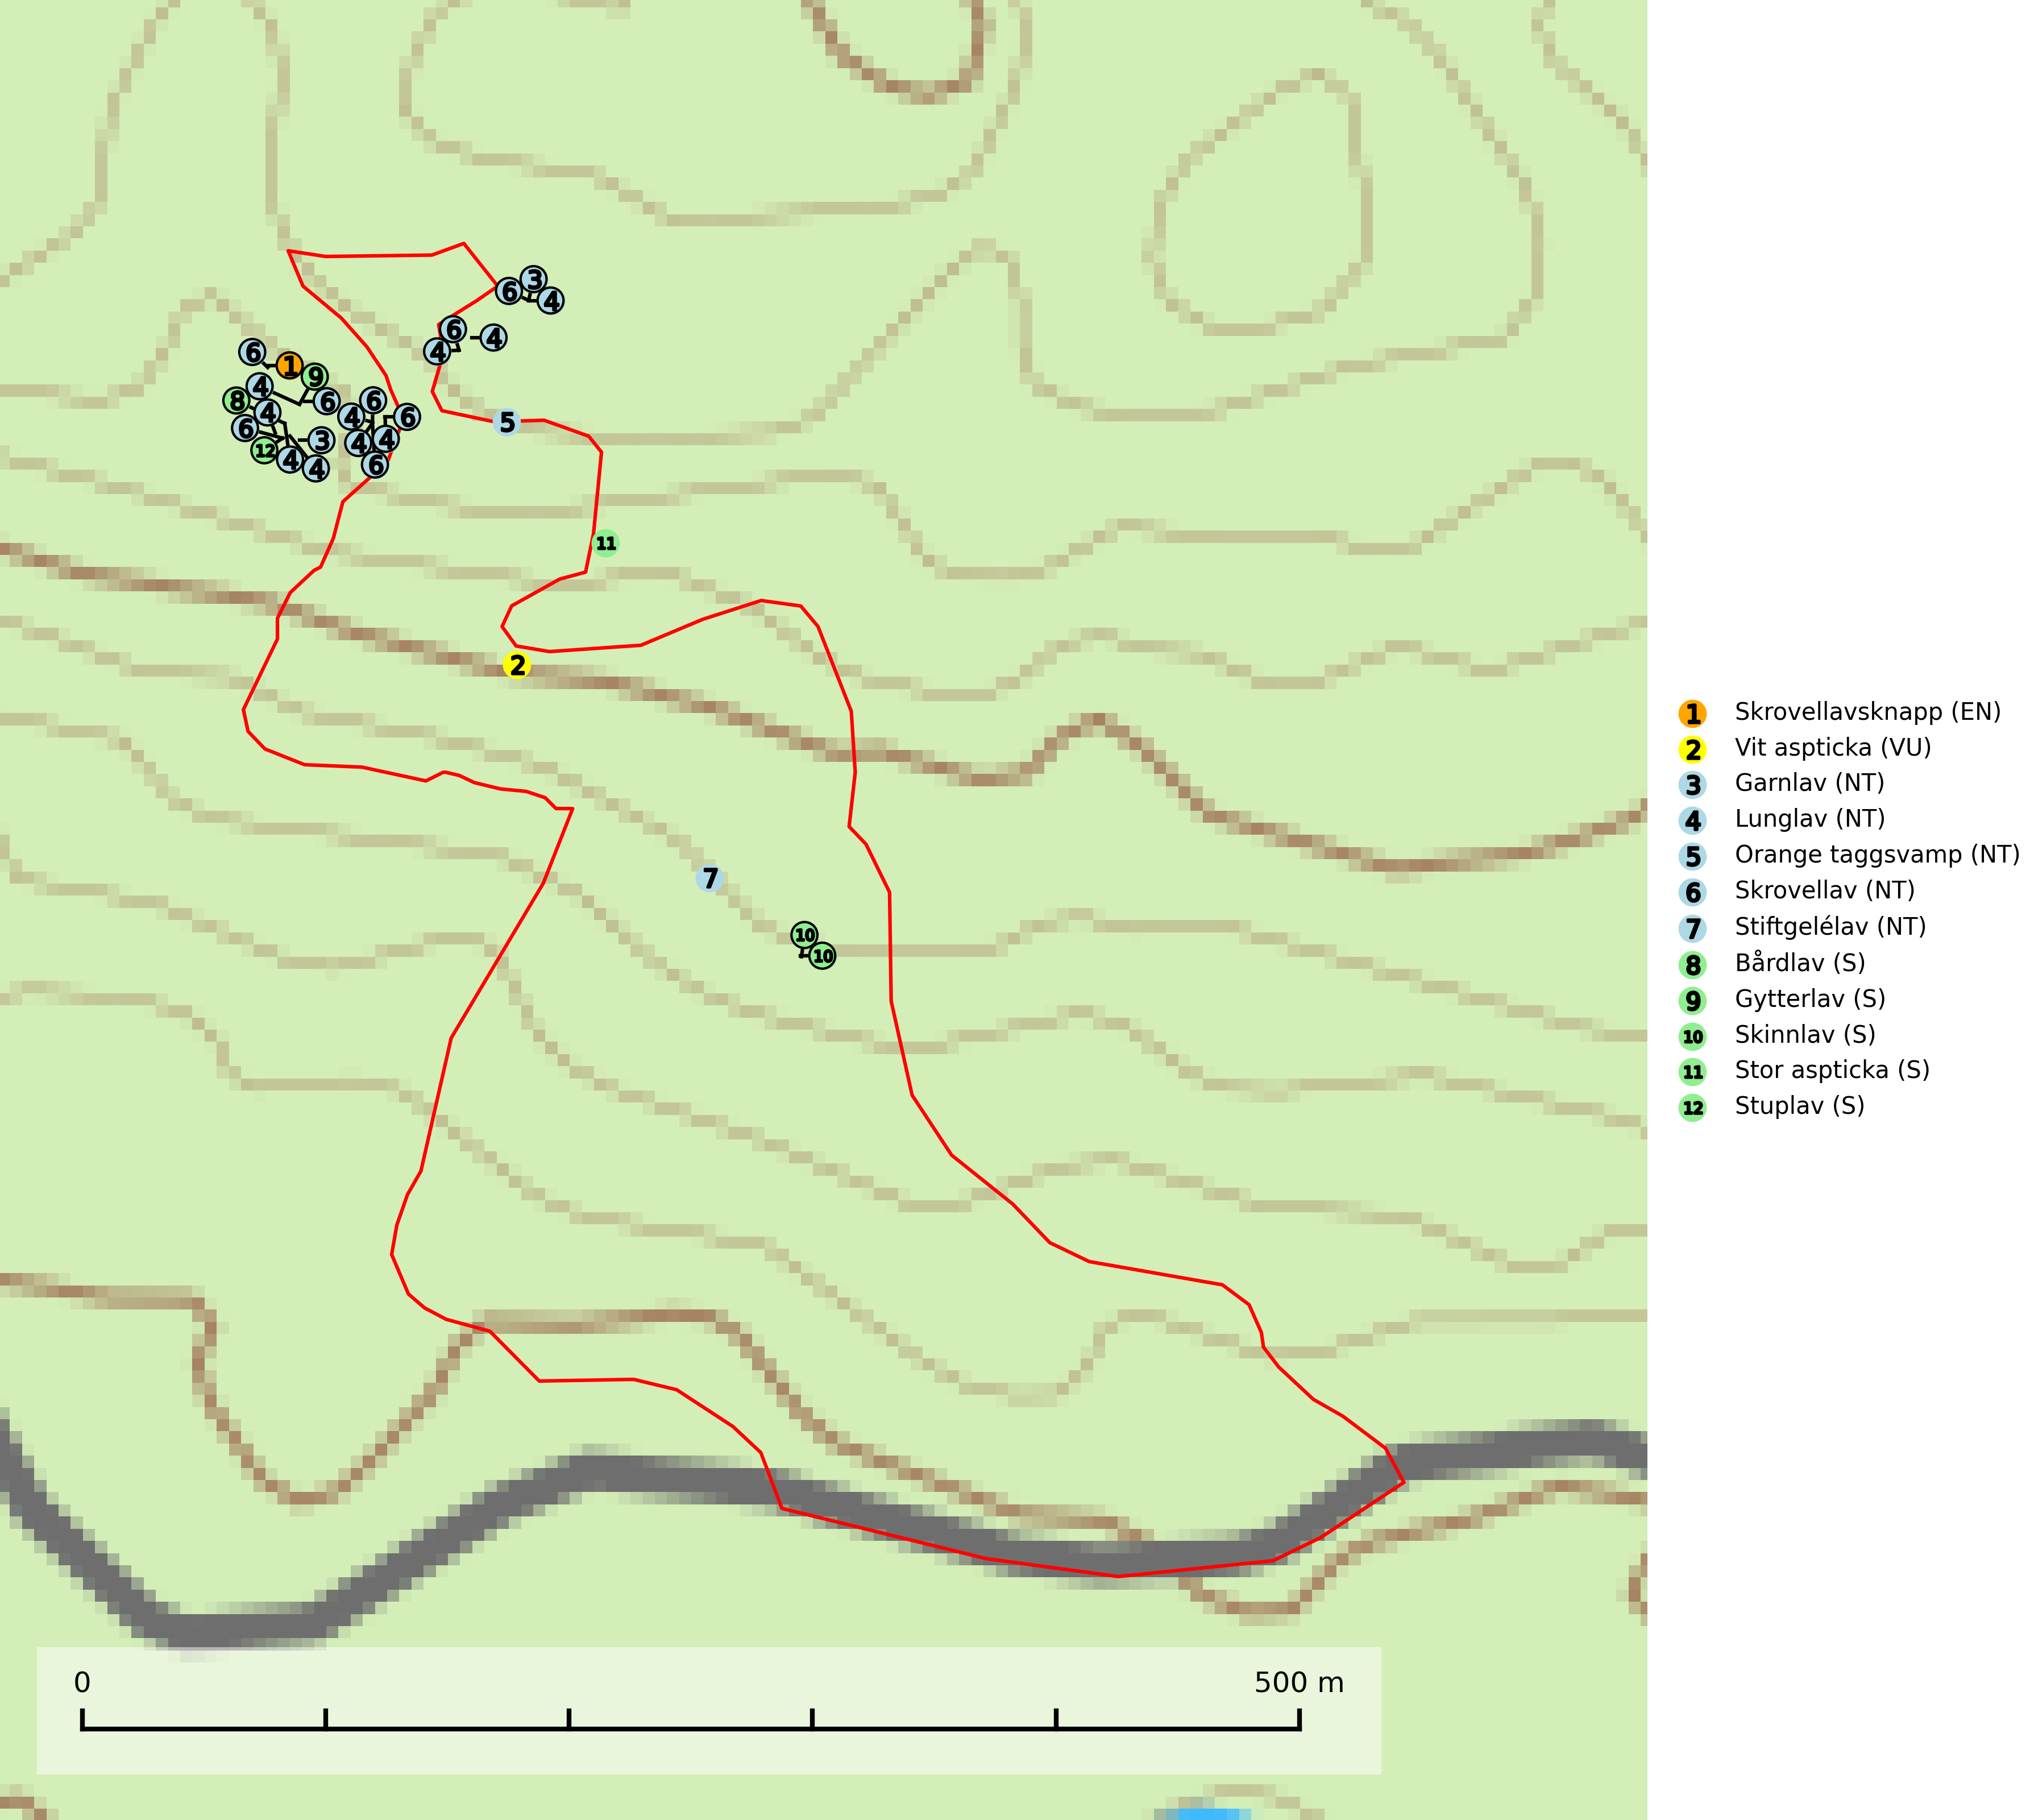 3
6
4
6
4
4
6
1
9
4
8
6
6
4
4
6
6
3
4
4
12
4
4
6
5
11
2
7
10
10
1 Skrovellavsknapp (EN)
2 Vit aspticka (VU)
3 Garnlav (NT)
4 Lunglav (NT)
5 Orange taggsvamp (NT)
6 Skrovellav (NT)
7 Stiftgelélav (NT)
8 Bårdlav (S)
9 Gytterlav (S)
10 Skinnlav (S)
11 Stor aspticka (S)
12 Stuplav (S)
0 500 m